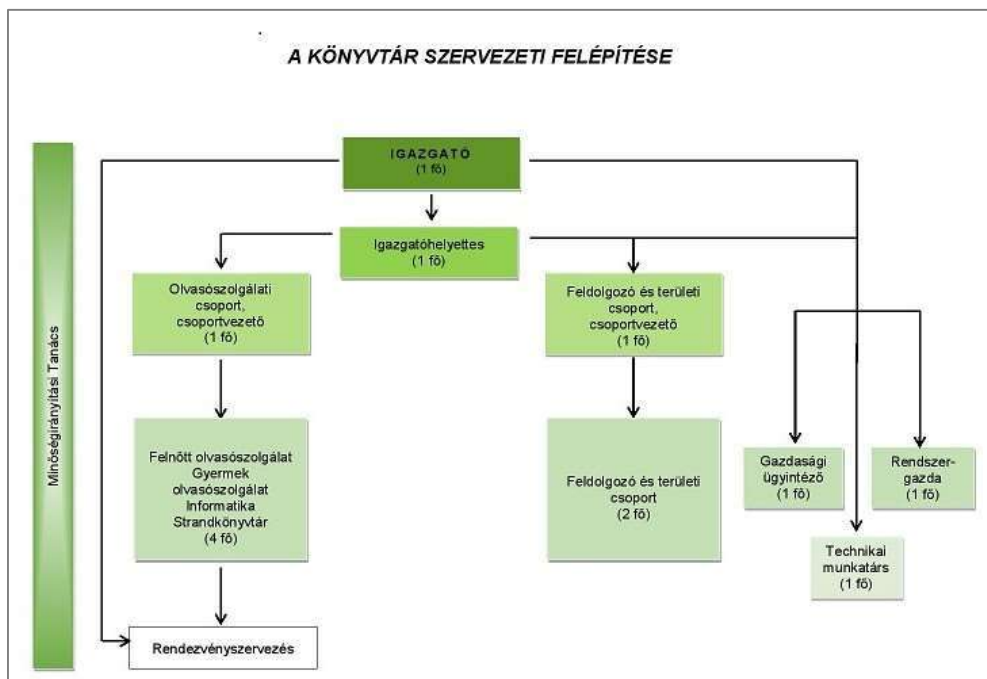 A KÖNYVTÁR SZERVEZETI FELÉPÍTÉSE
Minőségirányítási Tanács
IGAZGATÓ
(1 fő)
Igazgatóhelyettes
(1 fő)
Olvasószolgálati
csoport,
csoportvezető
(1 fő)
Feldolgozó és területi
csoport,
csoportvezető
(1 fő)
Felnőtt olvasószolgálat
Gyermek
olvasószolgálat
Informatika
Strandkönyvtár
(4 fő)
Feldolgozó és területi
csoport
(2 fő)
Gazdasági
ügyintéző
(1 fő)
Rendszer-
gazda
(1 fő)
Technikai
munkatárs
(1 fő)
Rendezvényszervezés